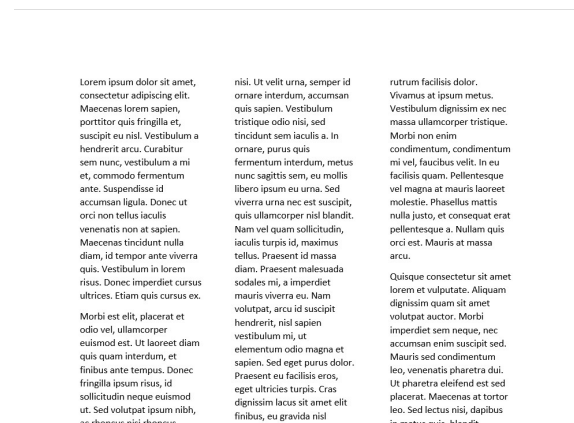 Lorem ipsum dolor sit amet,
consectetur adipiscing elit.
Maecenas lorem sapien,
porttitor quis fringilla et,
suscipit eu nisl. Vestibulum a
hendrerit arcu. Curabitur
sem nunc, vestibulum a mi
et, commodo fermentum
ante. Suspendisse id
accumsan ligula. Donec ut
orci non tellus iaculis
venenatis non at sapien.
Maecenas tincidunt nulla
diam, id tempor ante viverra
quis. Vestibulum in lorem
risus. Donec imperdiet cursus
ultrices. Etiam quis cursus ex.
Morbi est elit, placerat et
odio vel, ullamcorper
euismod est. Ut laoreet diam
quis quam interdum, et
finibus ante tempus. Donec
fringilla ipsum risus, id
sollicitudin neque euismod
ut. Sed volutpat ipsum nibh,
ac rhoncus nisi rhoncus
nisi. Ut velit urna, semper id
ornare interdum, accumsan
quis sapien. Vestibulum
tristique odio nisi, sed
tincidunt sem iaculis a. In
ornare, purus quis
fermentum interdum, metus
nunc sagittis sem, eu mollis
libero ipsum eu urna. Sed
viverra urna nec est suscipit,
quis ullamcorper nisl blandit.
Nam vel quam sollicitudin,
iaculis turpis id, maximus
tellus. Praesent id massa
diam. Praesent malesuada
sodales mi, a imperdiet
mauris viverra eu. Nam
volutpat, arcu id suscipit
hendrerit, nisl sapien
vestibulum mi, ut
elementum odio magna et
sapien. Sed eget purus dolor.
Praesent eu facilisis eros,
eget ultricies turpis. Cras
dignissim lacus sit amet elit
finibus, eu gravida nisl
rutrum facilisis dolor.
Vivamus at ipsum metus.
Vestibulum dignissim ex nec
massa ullamcorper tristique.
Morbi non enim
condimentum, condimentum
mi vel, faucibus velit. In eu
facilisis quam. Pellentesque
vel magna at mauris laoreet
molestie. Phasellus mattis
nulla justo, et consequat erat
pellentesque a. Nullam quis
orci est. Mauris at massa
arcu.
Quisque consectetur sit amet
lorem et vulputate. Aliquam
dignissim quam sit amet
volutpat auctor. Morbi
imperdiet sem neque, nec
accumsan enim suscipit sed.
Mauris sed condimentum
leo, venenatis pharetra dui.
Ut pharetra eleifend est sed
placerat. Maecenas at tortor
leo. Sed lectus nisi, dapibus
in metus quis, blandit